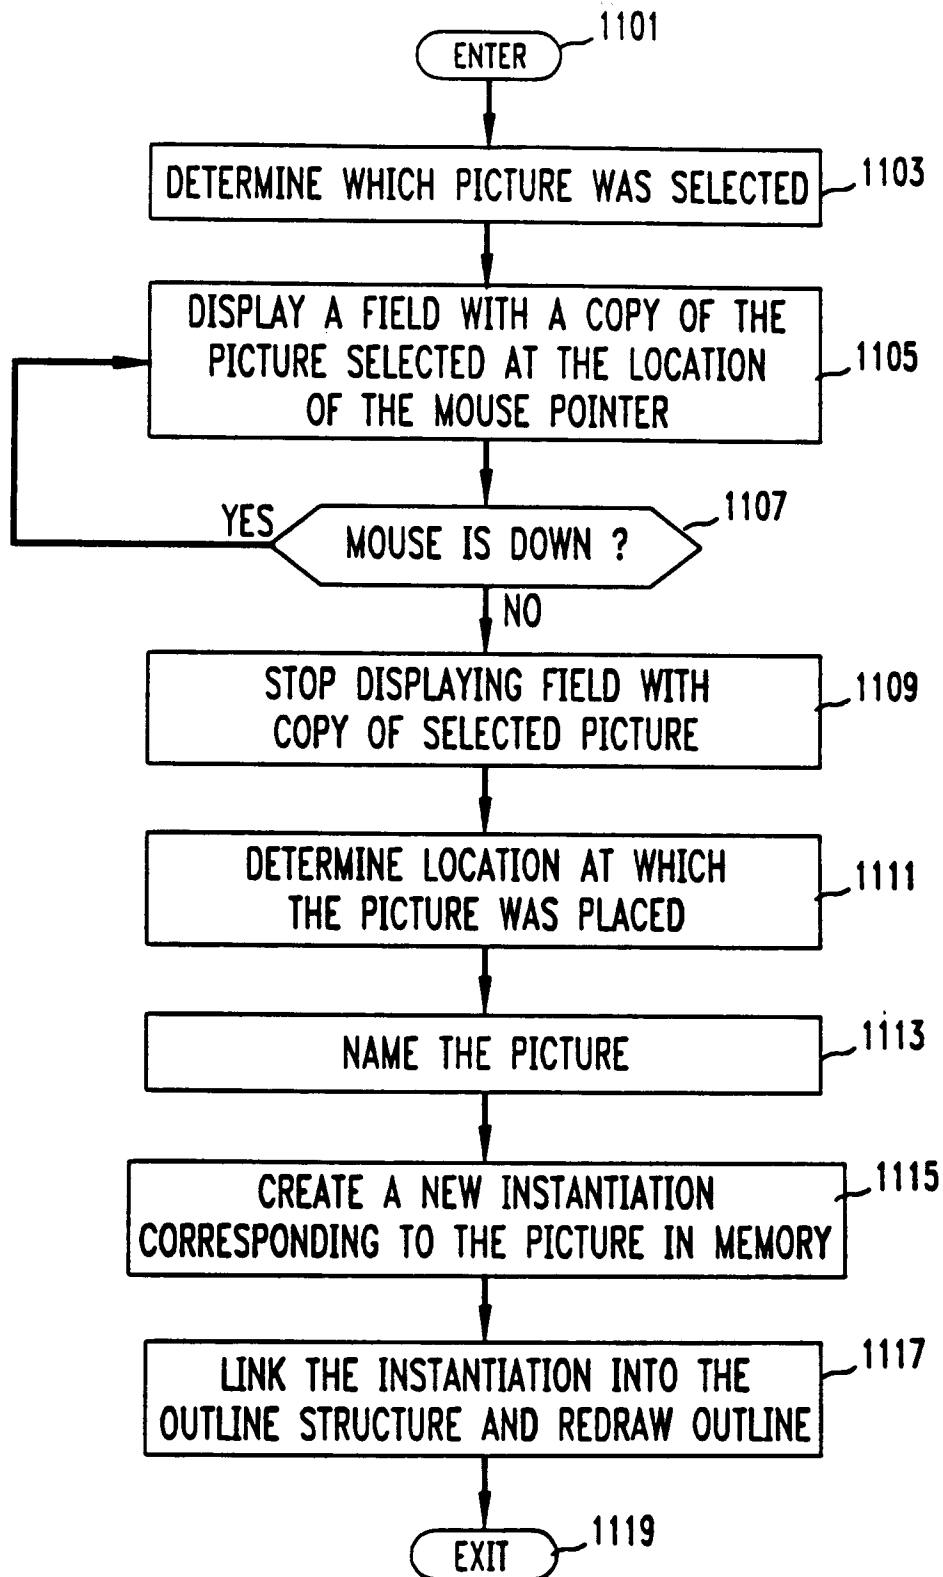 ENTER
1101
DETERMINE WHICH PICTURE WAS SELECTED
1103
DISPLAY A FIELD WITH A COPY OF THE
PICTURE SELECTED AT THE LOCATION
OF THE MOUSE POINTER
1105
YES
MOUSE IS DOWN ?
1107
NO
STOP DISPLAYING FIELD WITH
COPY OF SELECTED PICTURE
1109
DETERMINE LOCATION AT WHICH
THE PICTURE WAS PLACED
1111
NAME THE PICTURE
1113
CREATE A NEW INSTANTIATION
CORRESPONDING TO THE PICTURE IN MEMORY
1115
LINK THE INSTANTIATION INTO THE
OUTLINE STRUCTURE AND REDRAW OUTLINE
1117
EXIT
1119